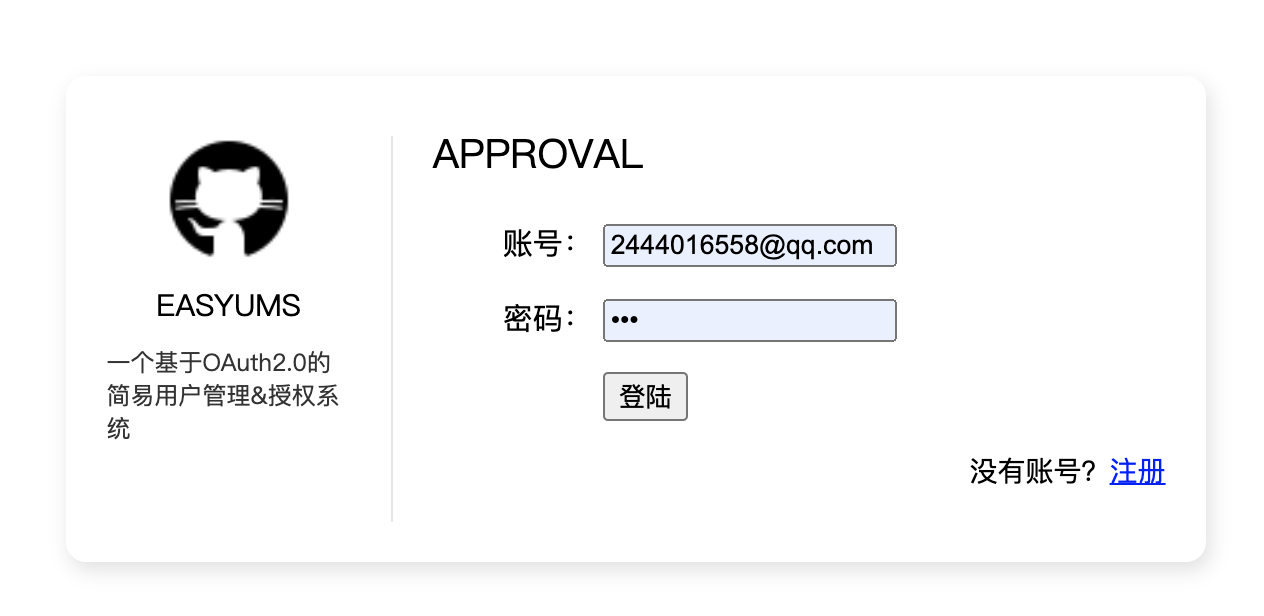 EASYUMS
一个基于OAuth2.0的
简易用户管理&授权系
统
APPROVAL
账号： 2444016558@qq.com
密码： •••
登陆
没有账号? 注册